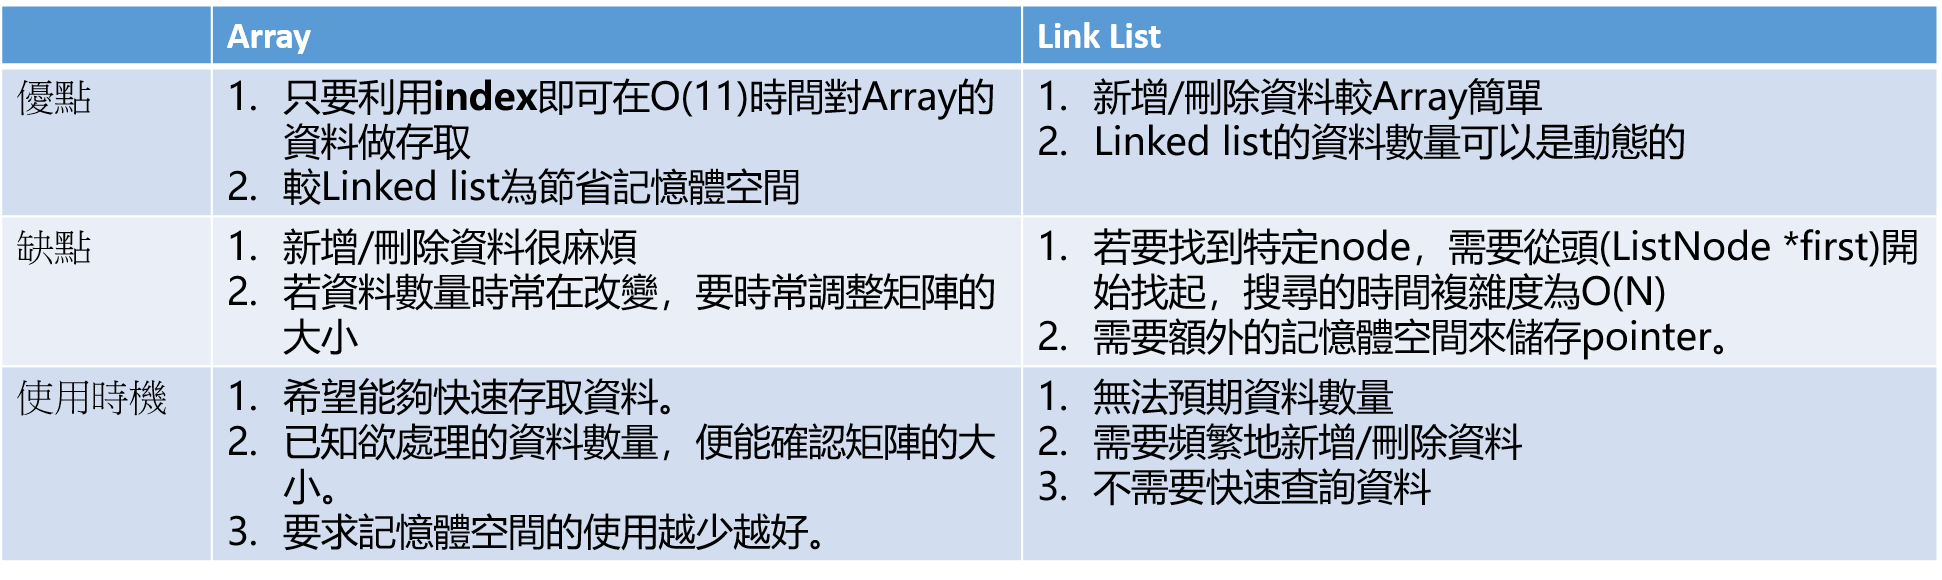 Array
Link List
優點
1. 只要利用index即可在O(11)時間對Array的
資料做存取
2. 較Linked list為節省記憶體空間
1. 新增/刪除資料較Array簡單
2. Linked list的資料數量可以是動態的
缺點
1. 新增/刪除資料很麻煩
2. 若資料數量時常在改變，要時常調整矩陣的
大小
1. 若要找到特定node，需要從頭(ListNode *first)開
始找起，搜尋的時間複雜度為O(N)
2. 需要額外的記憶體空間來儲存pointer。
使用時機
1. 希望能夠快速存取資料。
2. 已知欲處理的資料數量，便能確認矩陣的大
小。
3. 要求記憶體空間的使用越少越好。
1. 無法預期資料數量
2. 需要頻繁地新增/刪除資料
3. 不需要快速查詢資料